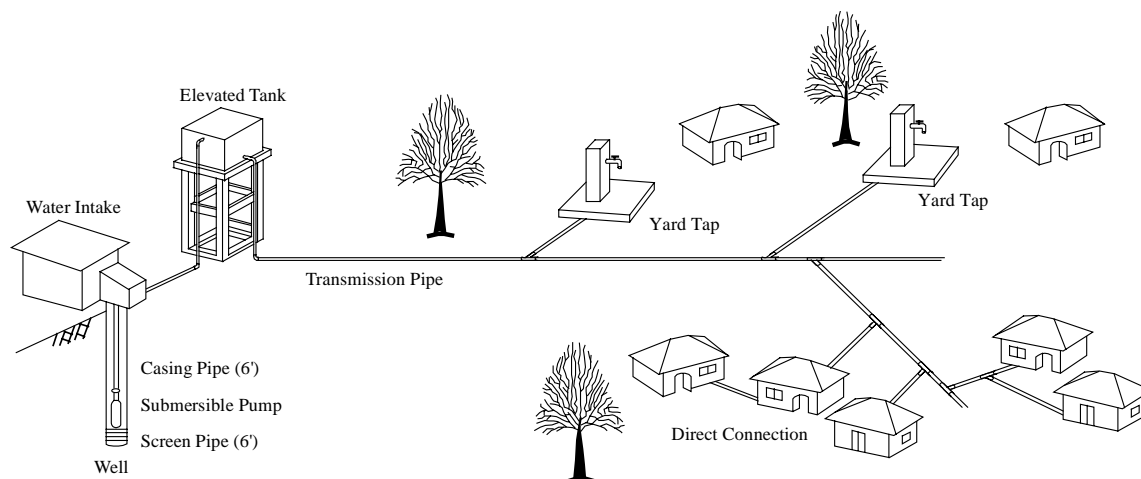 Elevated Tank
Water Intake
Yard Tap
Yard Tap
Transmission Pipe
Casing Pipe (6')
Submersible Pump
Screen Pipe (6')
Well
Direct Connection